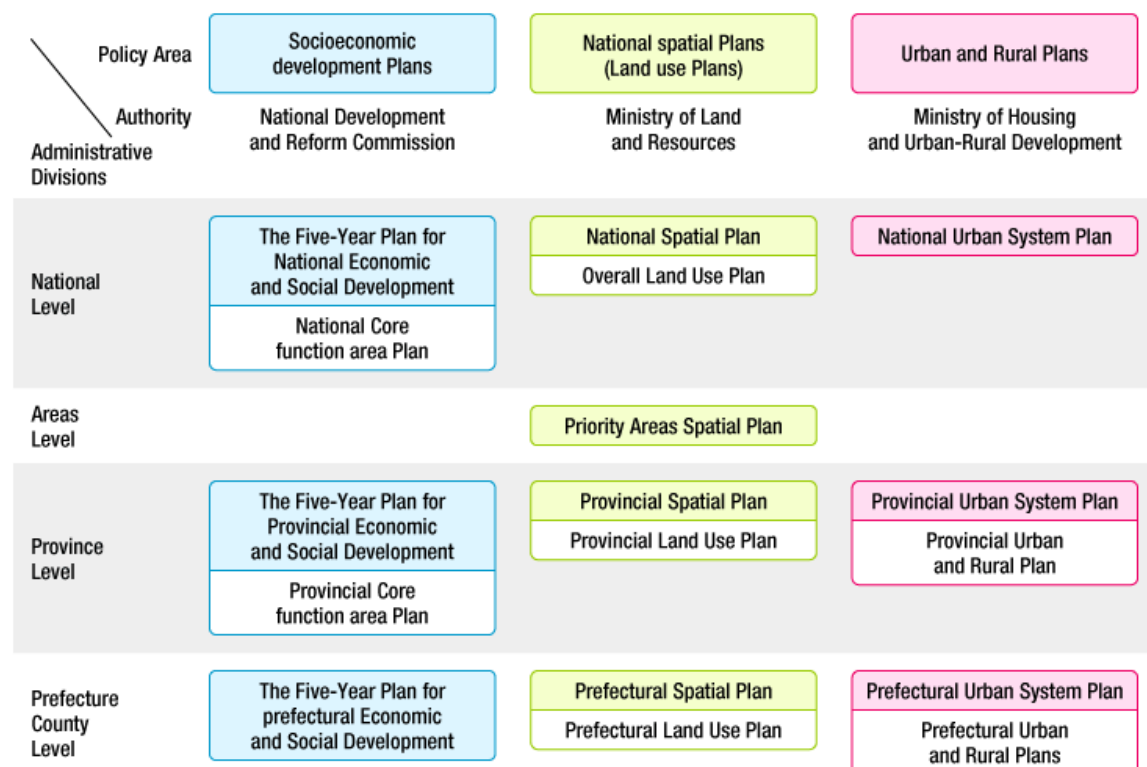 Policy Area
Socioeconomic
development Plans
National spatial Plans
(Land use Plans)
Urban and Rural Plans
Authority
National Development
and Reform Commission
Ministry of Land
and Resources
Ministry of Housing
and Urban-Rural Development
Administrative
Divisions
National
Level
The Five-Year Plan for
National Economic
and Social Development
National Core
function area Plan
National Spatial Plan
Overall Land Use Plan
National Urban System Plan
Areas
Level
Priority Areas Spatial Plan
Province
Level
The Five-Year Plan for
Provincial Economic
and Social Development
Provincial Core
function area Plan
Provincial Spatial Plan
Provincial Land Use Plan
Provincial Urban System Plan
Provincial Urban
and Rural Plan
Prefecture
County
Level
The Five-Year Plan for
prefectural Economic
and Social Development
Prefectural Spatial Plan
Prefectural Land Use Plan
Prefectural Urban System Plan
Prefectural Urban
and Rural Plans